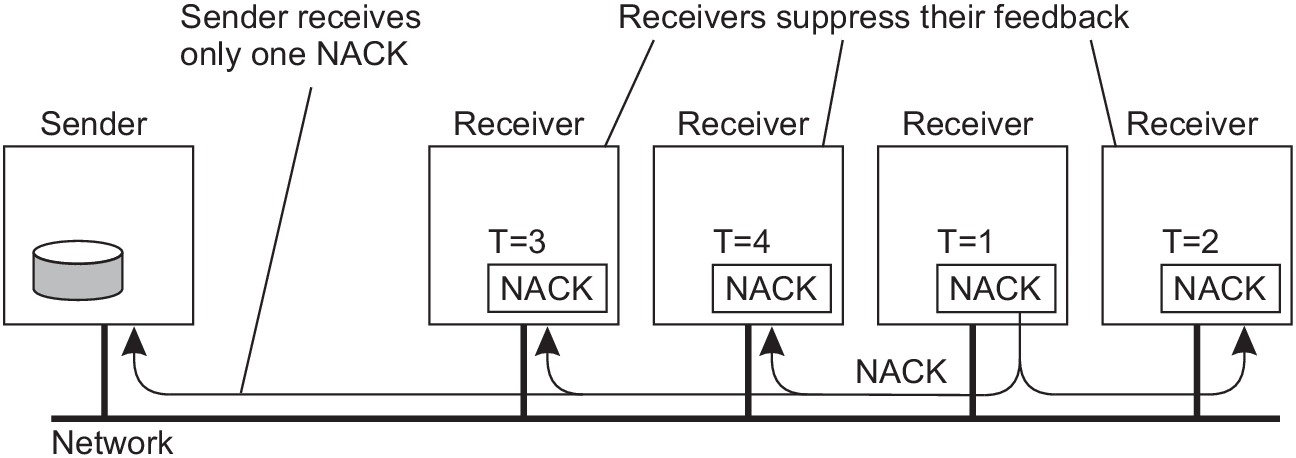 Sender receives
only one NACK
Receivers suppress their feedback
Sender
Receiver
Receiver
Receiver
Receiver
T=3
T=4
T=1
T=2
NACK
NACK
NACK
NACK
NACK
Network